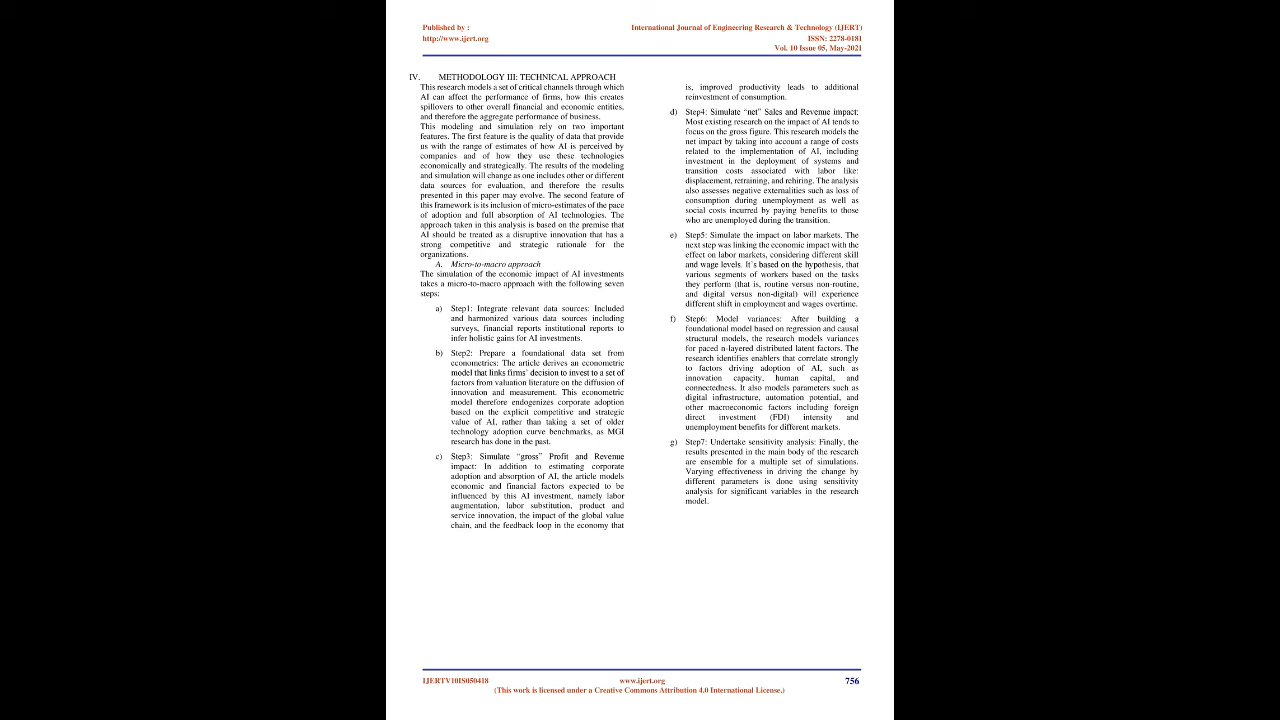 Published by :
http://www.ijert.org
International Journal of Engineering Research & Technology (IJERT)
ISSN: 2278-0181
Vol. 10 Issue 05, May-2021
IV. METHODOLOGY III: TECHNICAL APPROACH
This research models a set of critical channels through which
AI can affect the performance of firms, how this creates
spillovers to other overall financial and economic entities,
and therefore the aggregate performance of business.
This modeling and simulation rely on two important
features. The first feature is the quality of data that provide
us with the range of estimates of how AI is perceived by
companies and of how they use these technologies
economically and strategically. The results of the modeling
and simulation will change as one includes other or different
data sources for evaluation, and therefore the results
presented in this paper may evolve. The second feature of
this framework is its inclusion of micro-estimates of the pace
of adoption and full absorption of AI technologies. The
approach taken in this analysis is based on the premise that
AI should be treated as a disruptive innovation that has a
strong competitive and strategic rationale for the
organizations.
A. Micro-to-macro approach
The simulation of the economic impact of AI investments
takes a micro-to-macro approach with the following seven
steps:
a) Step1: Integrate relevant data sources: Included
and harmonized various data sources including
surveys, financial reports institutional reports to
infer holistic gains for AI investments.
b) Step2: Prepare a foundational data set from
econometrics: The article derives an econometric
model that links firms’ decision to invest to a set of
factors from valuation literature on the diffusion of
innovation and measurement. This econometric
model therefore endogenizes corporate adoption
based on the explicit competitive and strategic
value of AI, rather than taking a set of older
technology adoption curve benchmarks, as MGI
research has done in the past.
c) Step3: Simulate “gross” Profit and Revenue
impact: In addition to estimating corporate
adoption and absorption of AI, the article models
economic and financial factors expected to be
influenced by this AI investment, namely labor
augmentation, labor substitution, product and
service innovation, the impact of the global value
chain, and the feedback loop in the economy that
is, improved productivity leads to additional
reinvestment of consumption.
d) Step4: Simulate “net” Sales and Revenue impact:
Most existing research on the impact of AI tends to
focus on the gross figure. This research models the
net impact by taking into account a range of costs
related to the implementation of AI, including
investment in the deployment of systems and
transition costs associated with labor like:
displacement, retraining, and rehiring. The analysis
also assesses negative externalities such as loss of
consumption during unemployment as well as
social costs incurred by paying benefits to those
who are unemployed during the transition.
e) Step5: Simulate the impact on labor markets. The
next step was linking the economic impact with the
effect on labor markets, considering different skill
and wage levels. It’s based on the hypothesis, that
various segments of workers based on the tasks
they perform (that is, routine versus non-routine,
and digital versus non-digital) will experience
different shift in employment and wages overtime.
f) Step6: Model variances: After building a
foundational model based on regression and causal
structural models, the research models variances
for paced n-layered distributed latent factors. The
research identifies enablers that correlate strongly
to factors driving adoption of AI, such as
innovation capacity, human capital, and
connectedness. It also models parameters such as
digital infrastructure, automation potential, and
other macroeconomic factors including foreign
direct investment (FDI) intensity and
unemployment benefits for different markets.
g) Step7: Undertake sensitivity analysis: Finally, the
results presented in the main body of the research
are ensemble for a multiple set of simulations.
Varying effectiveness in driving the change by
different parameters is done using sensitivity
analysis for significant variables in the research
model.
IJERTV10IS050418
www.ijert.org
756
(This work is licensed under a Creative Commons Attribution 4.0 International License.)